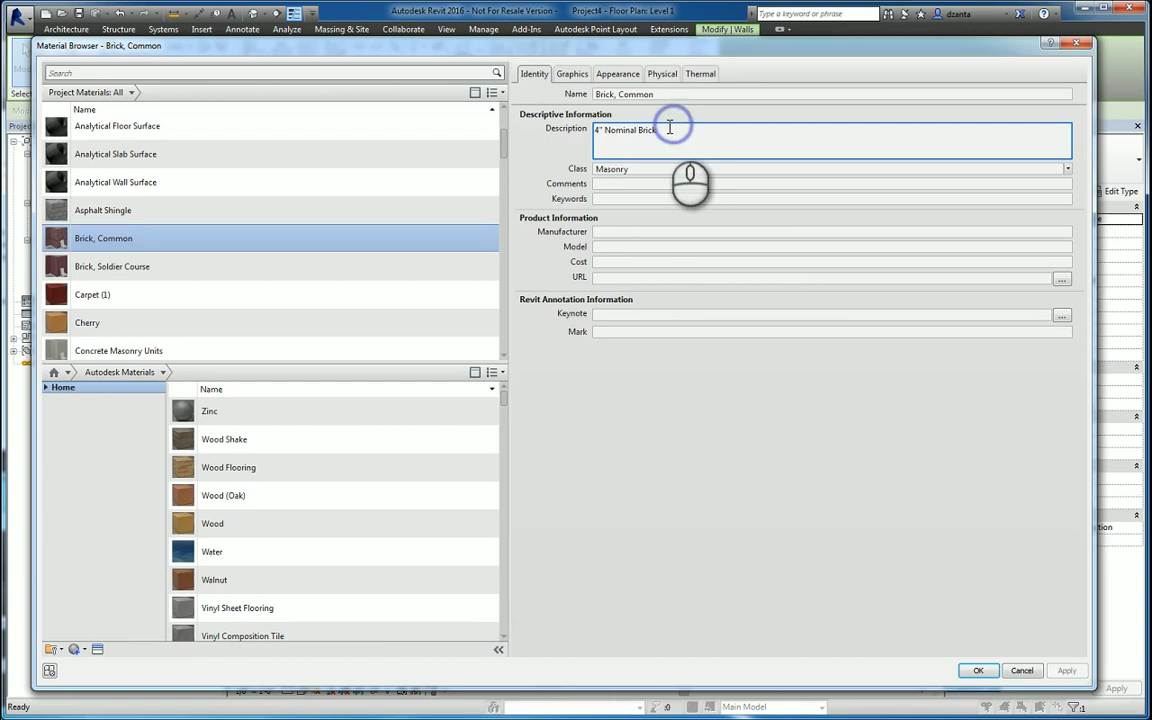 Autodesk Revit 2016 - Not For Resale Version - Project4 - Floor Plan: Level 1
Type a keyword or phrase
dzanta
Architecture Structure Systems Insert Annotate Analyze Massing & Site Collaborate View Manage Add-Ins Autodesk Point Layout Extensions Modify | Walls
Material Browser - Brick, Common
Search
Project Materials: All
Name
Analytical Floor Surface
Analytical Slab Surface
Analytical Wall Surface
Asphalt Shingle
Brick, Common
Brick, Soldier Course
Carpet (1)
Cherry
Concrete Masonry Units
Autodesk Materials
Home
Name
Zinc
Wood Shake
Wood Flooring
Wood (Oak)
Wood
Water
Walnut
Vinyl Sheet Flooring
Vinyl Composition Tile
Identity Graphics Appearance Physical Thermal
Name Brick, Common
Descriptive Information
Description 4" Nominal Brick
Class Masonry
Comments
Keywords
Product Information
Manufacturer
Model
Cost
URL ...
Revit Annotation Information
Keynote ...
Mark
OK Cancel Apply
Edit Type
Apply
Ready
:0
Main Model
:1